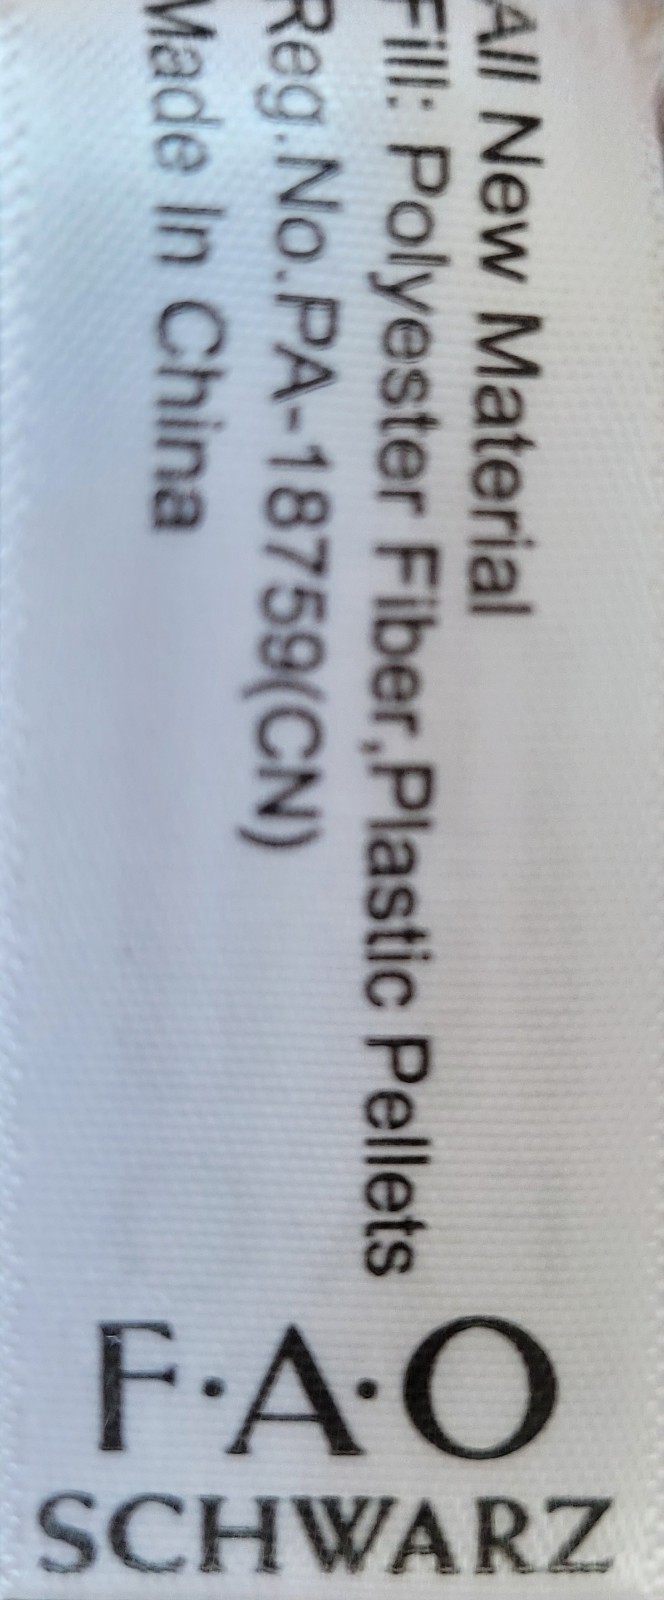 All New Material
Fill: Polyester Fiber,Plastic Pellets
Reg.No.PA-18759(CN)
Made In China
F·A·O
SCHWARZ